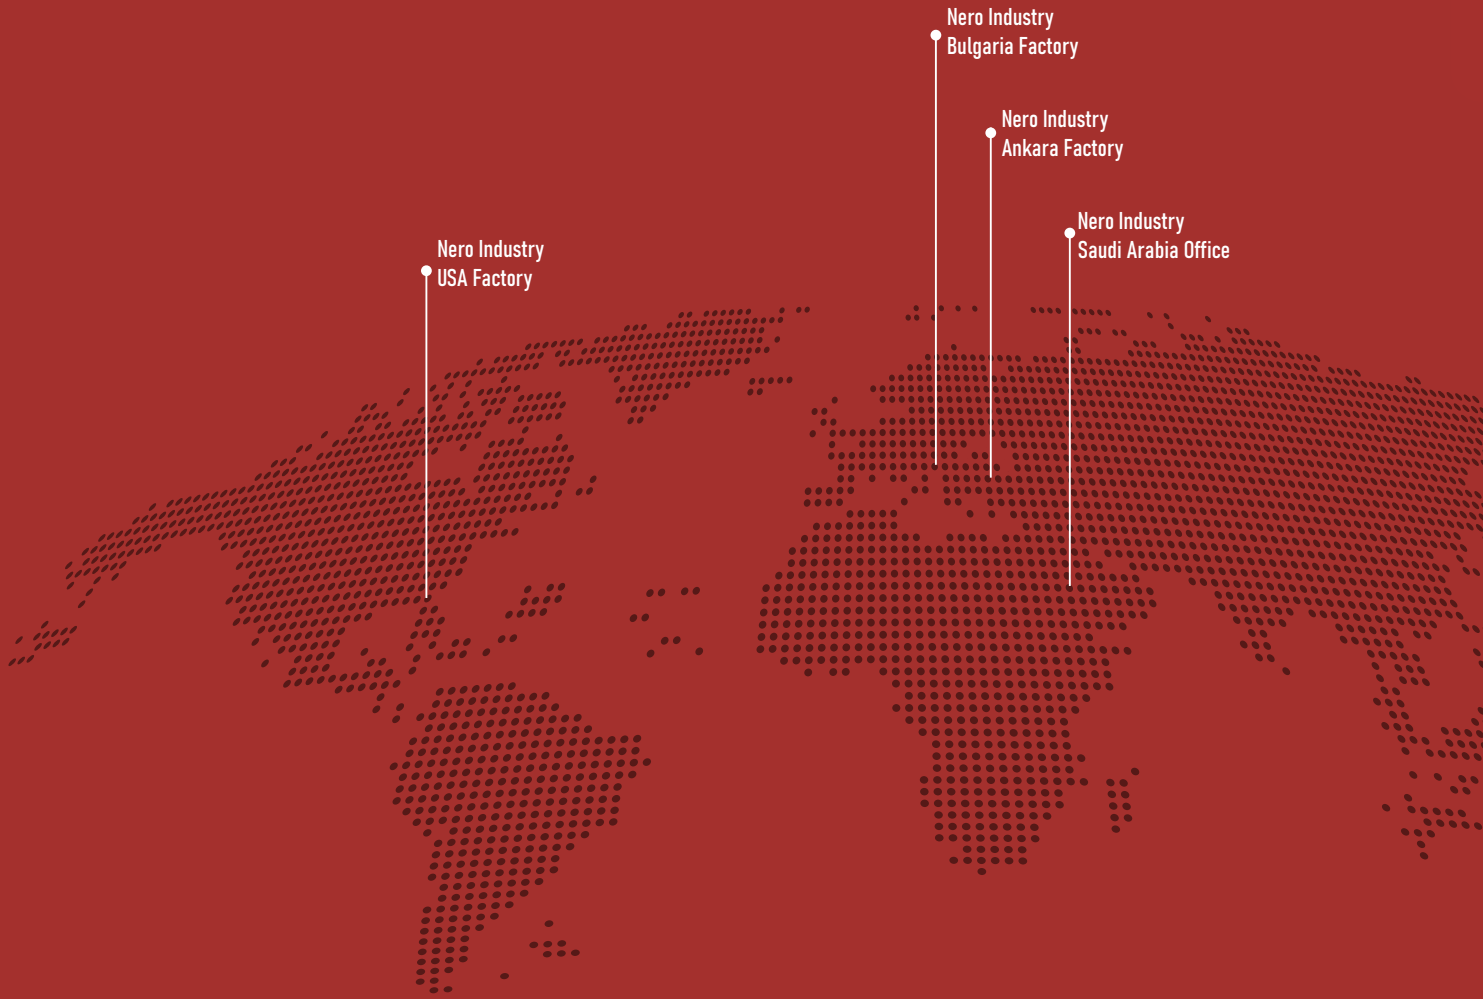 Nero Industry
Bulgaria Factory
Nero Industry
Ankara Factory
Nero Industry
Saudi Arabia Office
Nero Industry
USA Factory